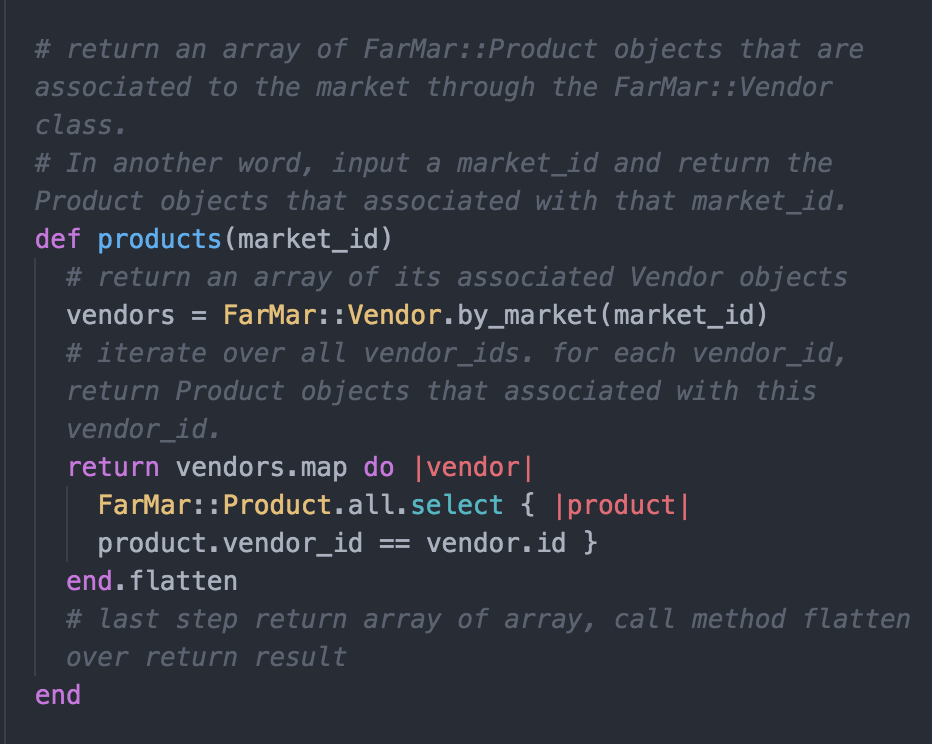 # return an array of FarMar::Product objects that are
associated to the market through the FarMar::Vendor
class.
# In another word, input a market_id and return the
Product objects that associated with that market_id.
def products(market_id)
  # return an array of its associated Vendor objects
  vendors = FarMar::Vendor.by_market(market_id)
  # iterate over all vendor_ids. for each vendor_id,
  return Product objects that associated with this
  vendor_id.
  return vendors.map do |vendor|
    FarMar::Product.all.select { |product|
    product.vendor_id == vendor.id }
  end.flatten
  # last step return array of array, call method flatten
  over return result
end